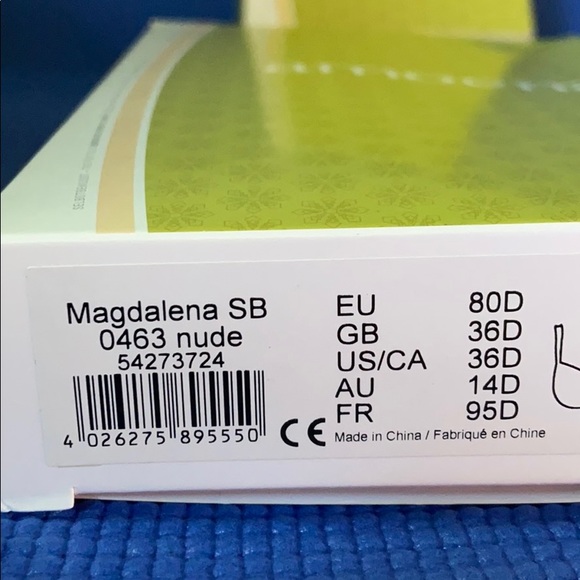 Magdalena SB
0463 nude
54273724
4 026275 895550
CE
EU 80D
GB 36D
US/CA 36D
AU 14D
FR 95D
Made in China / Fabriqué en Chine